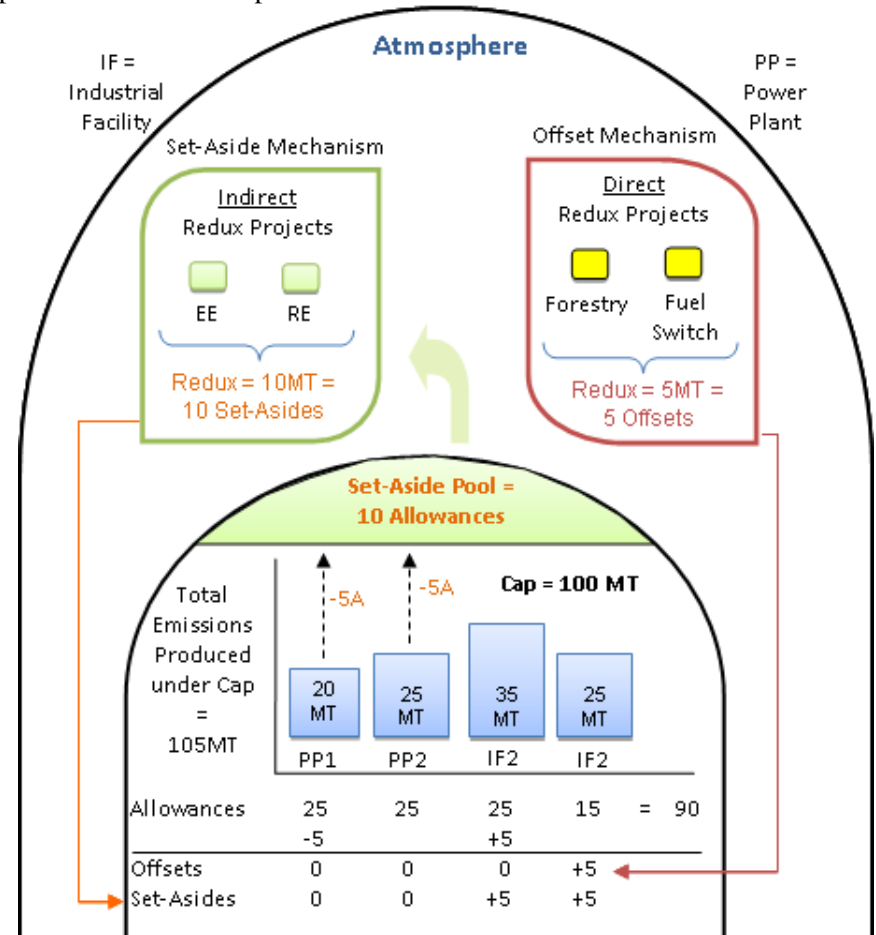 Atmosphere
IF =
Industrial
Facility
PP =
Power
Plant
Set-Aside Mechanism
Indirect
Redux Projects
EE RE
Redux = 10MT =
10 Set-Asides
Offset Mechanism
Direct
Redux Projects
Forestry Fuel
Switch
Redux = 5MT =
5 Offsets
Set-Aside Pool =
10 Allowances
Total
Emissions
Produced
under Cap
=
105MT
-5A -5A
Cap = 100 MT
20
MT
25
MT
35
MT
25
MT
PP1 PP2 IF2 IF2
Allowances 25 25 25 15 = 90
-5 +5
Offsets 0 0 0 +5
Set-Asides 0 0 +5 +5